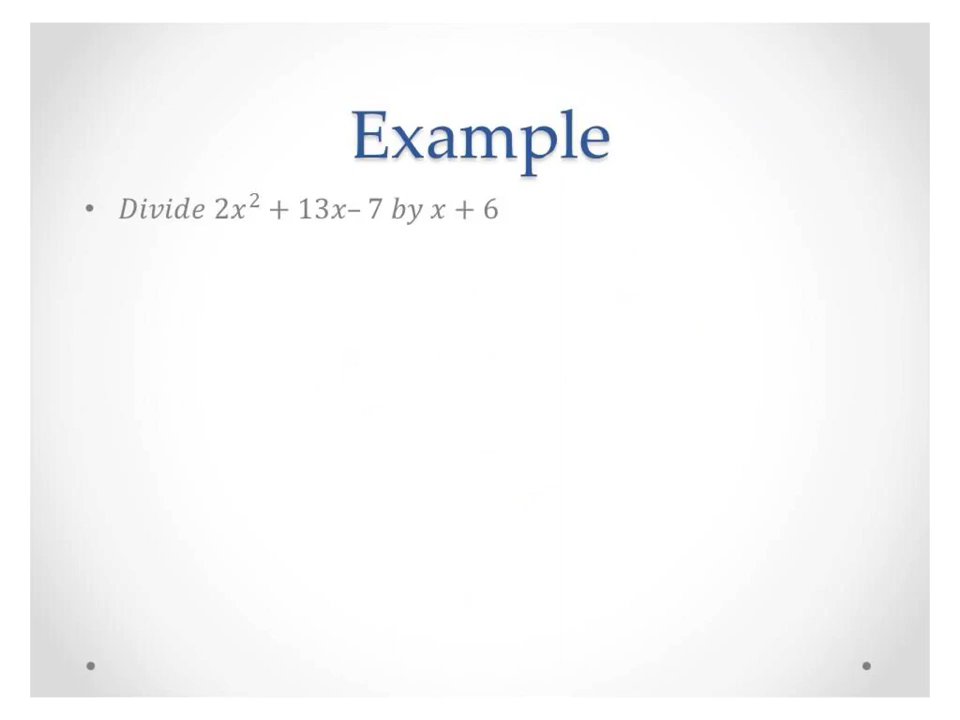 Example
• Divide 2x² + 13x– 7 by x + 6